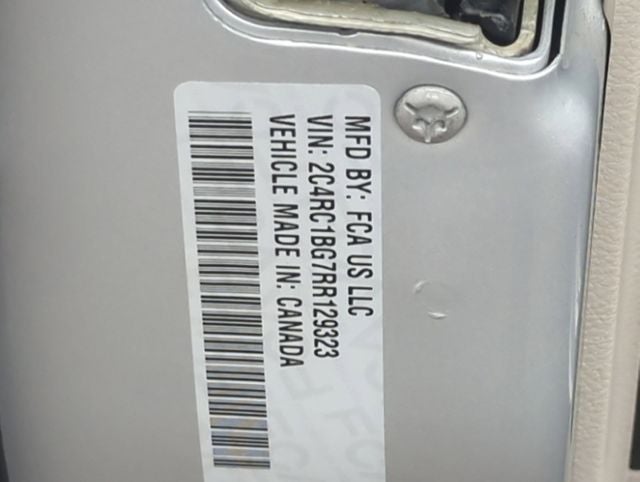 MFD BY: FCA US LLC
VIN: 2C4RC1BG7RR129323
VEHICLE MADE IN: CANADA